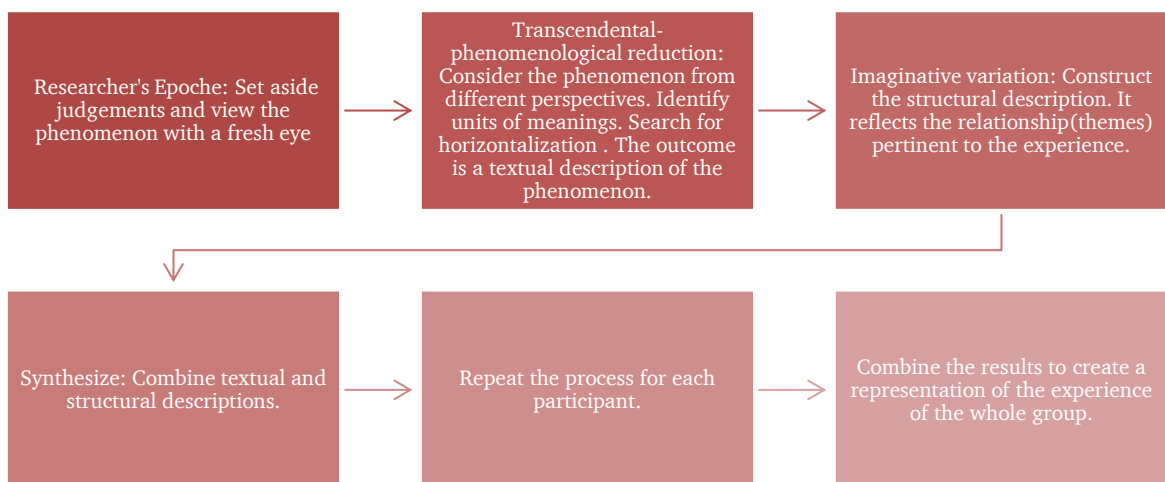 Researcher's Epoche: Set aside
judgements and view the
phenomenon with a fresh eye
Transcendental-
phenomenological reduction:
Consider the phenomenon from
different perspectives. Identify
units of meanings. Search for
horizontalization . The outcome
is a textual description of the
phenomenon.
Imaginative variation: Construct
the structural description. It
reflects the relationship(themes)
pertinent to the experience.
Synthesize: Combine textual and
structural descriptions.
Repeat the process for each
participant.
Combine the results to create a
representation of the experience
of the whole group.